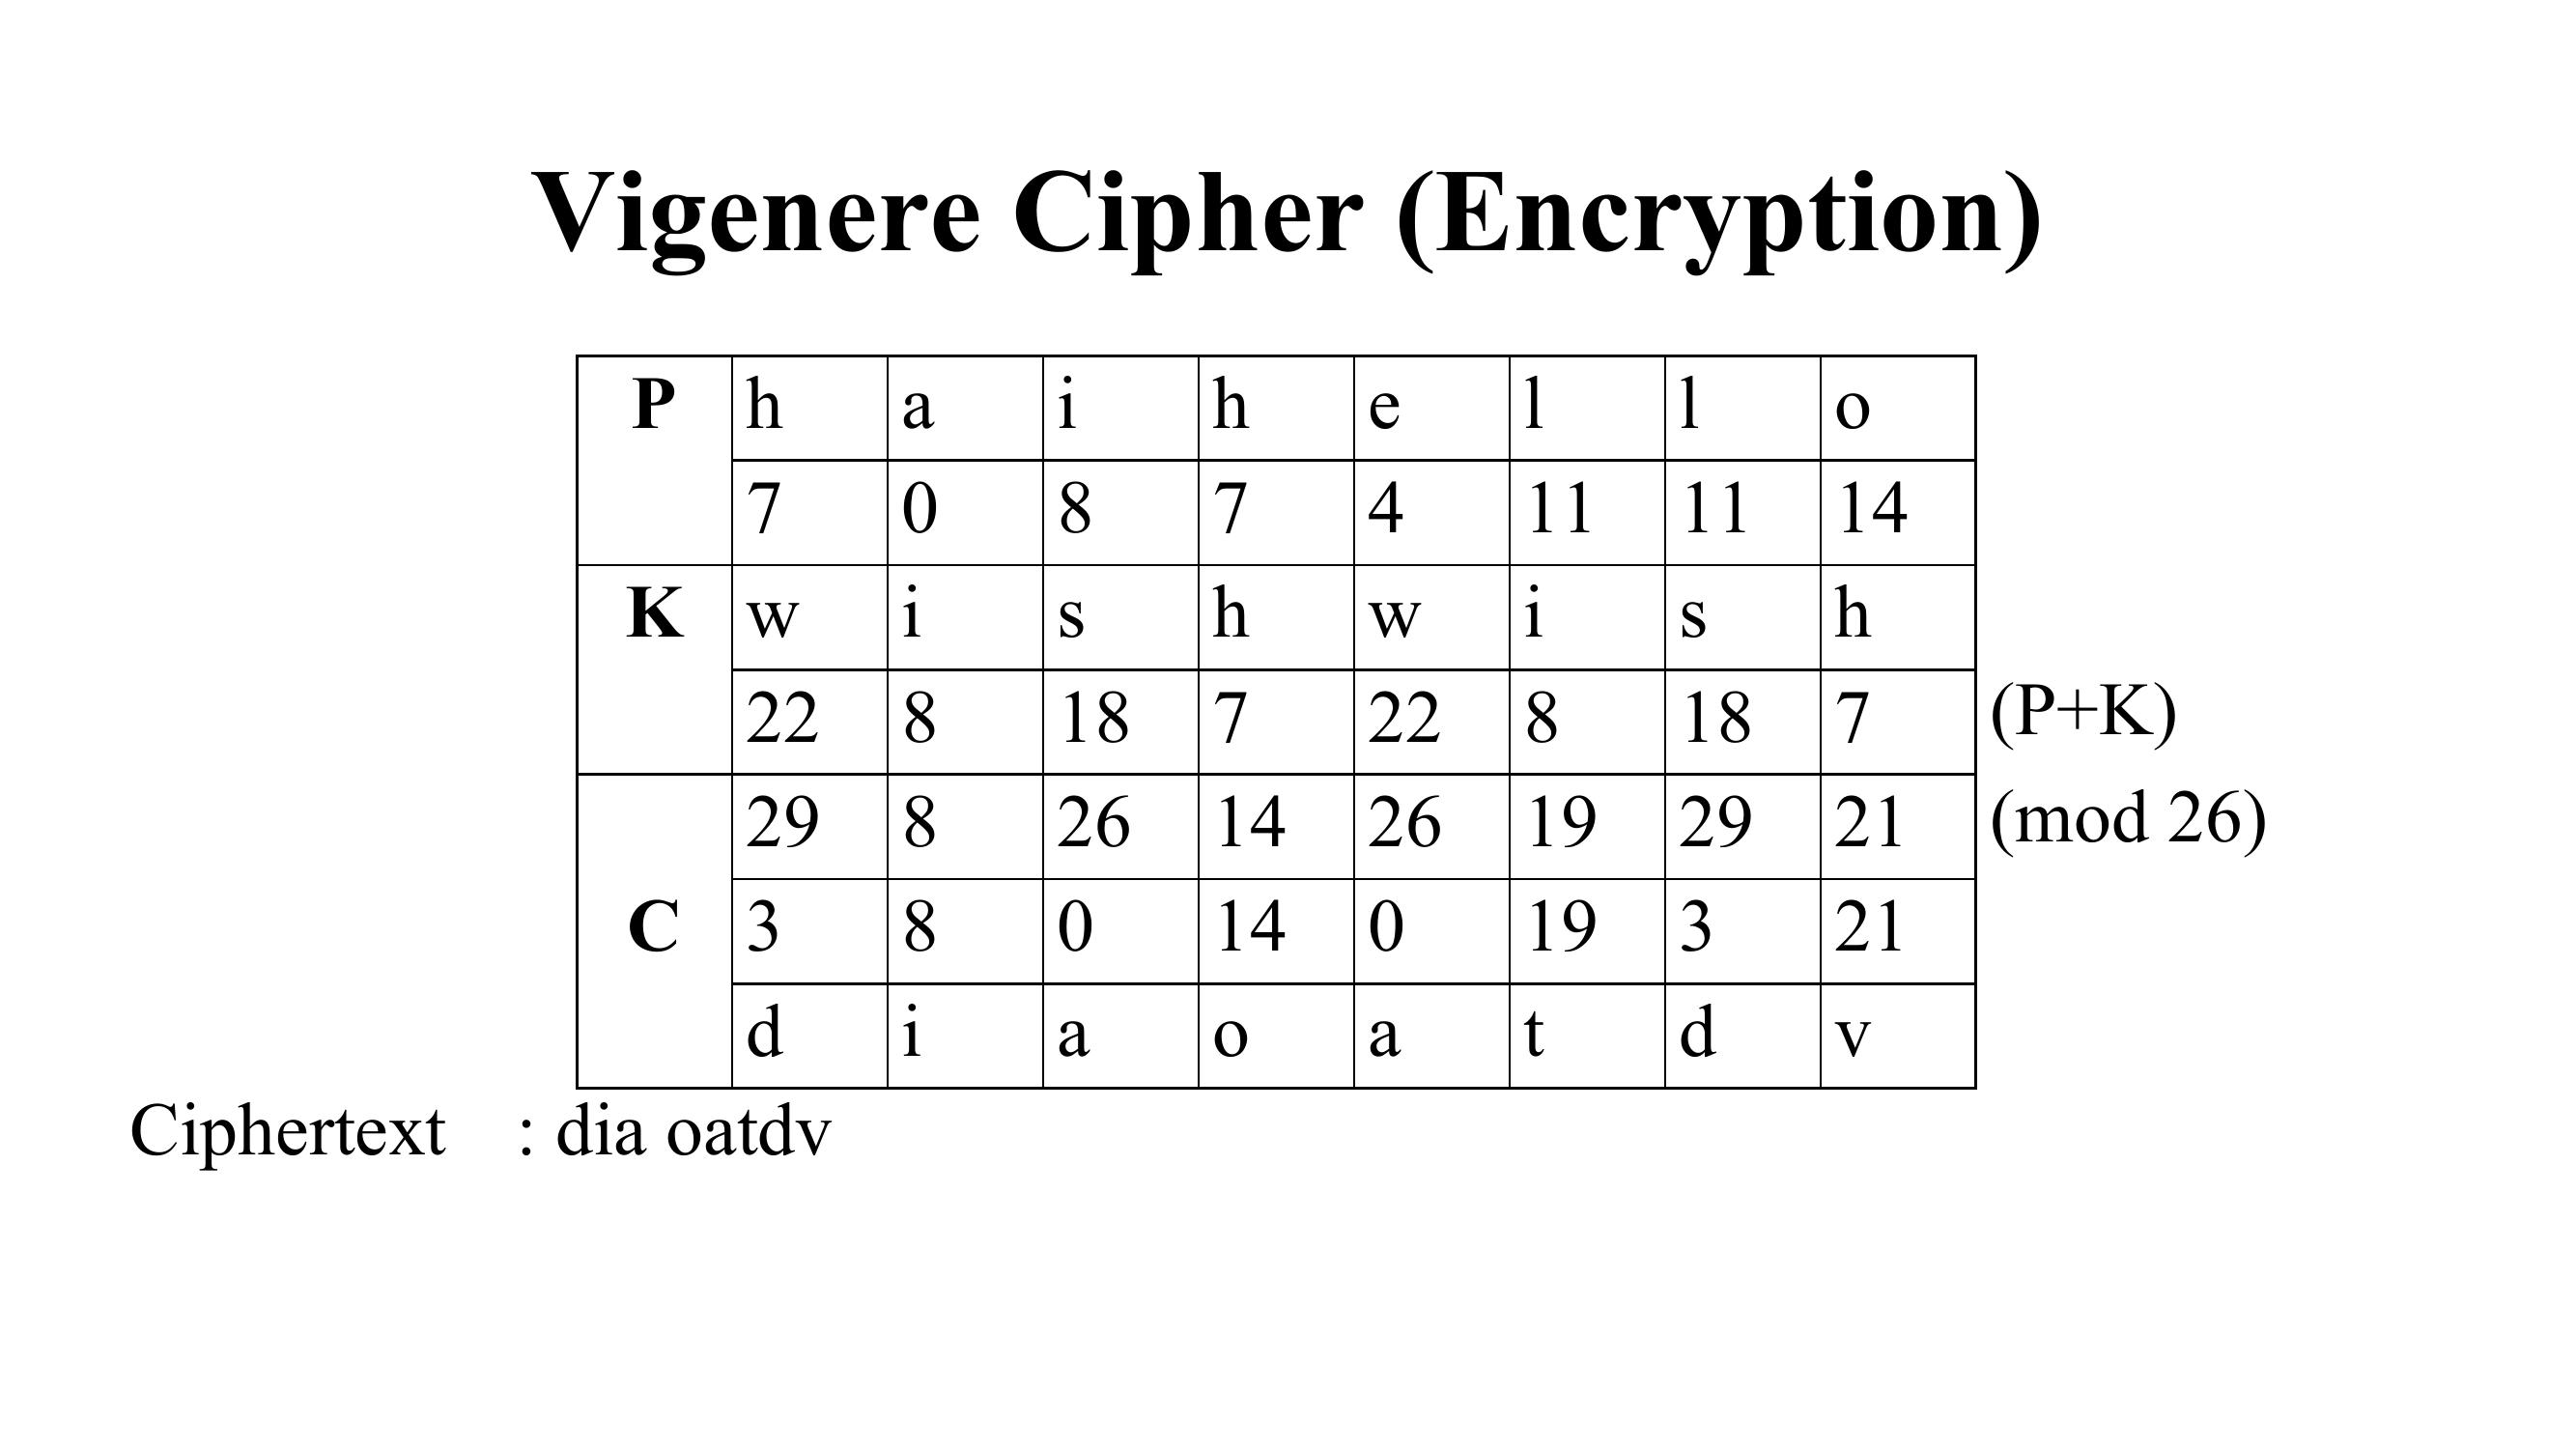 Vigenere Cipher (Encryption)
P h a i h e l l o
7 0 8 7 4 11 11 14
K w i s h w i s h
22 8 18 7 22 8 18 7 (P+K)
29 8 26 14 26 19 29 21 (mod 26)
C 3 8 0 14 0 19 3 21
d i a o a t d v
Ciphertext : dia oatdv